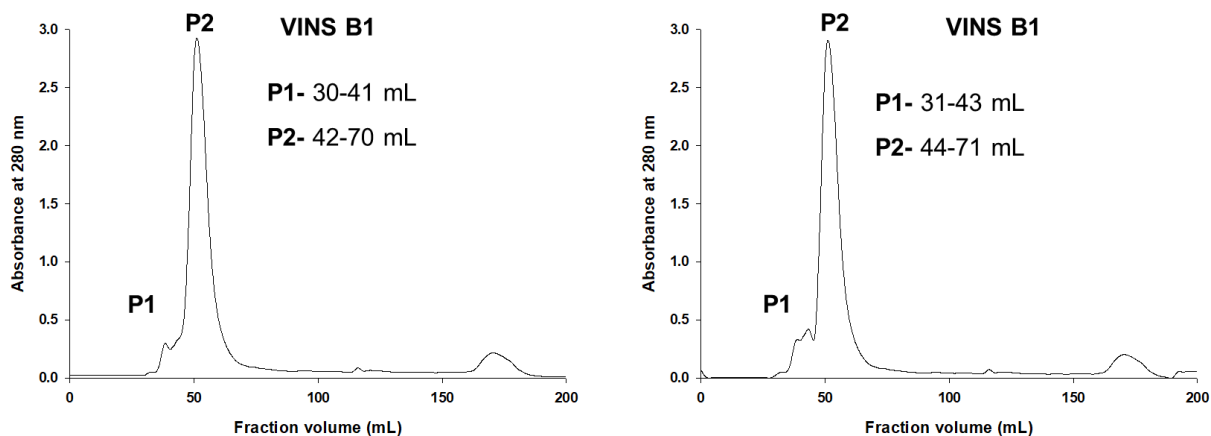 P2
VINS B1
P1- 30-41 mL
P2- 42-70 mL
P1
Absorbance at 280 nm
3.0
2.5
2.0
1.5
1.0
0.5
0.0
0 50 100 150 200
Fraction volume (mL)
P2
VINS B1
P1- 31-43 mL
P2- 44-71 mL
P1
Absorbance at 280 nm
3.0
2.5
2.0
1.5
1.0
0.5
0.0
0 50 100 150 200
Fraction volume (mL)